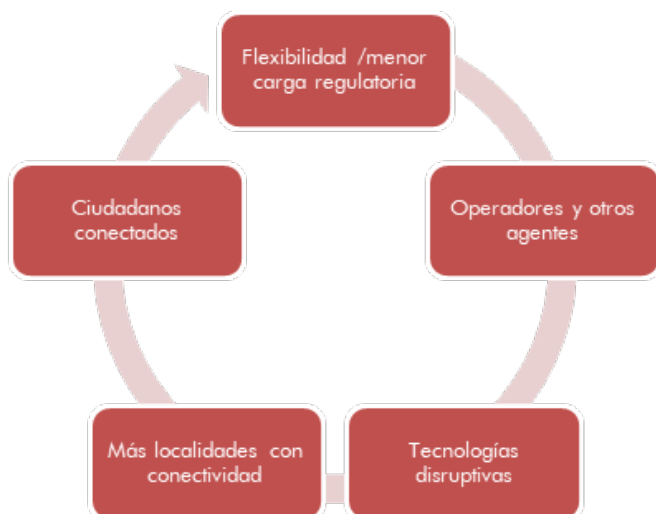 Flexibilidad /menor
carga regulatoria
Operadores y otros
agentes
Tecnologías
disruptivas
Más localidades con
conectividad
Ciudadanos
conectados